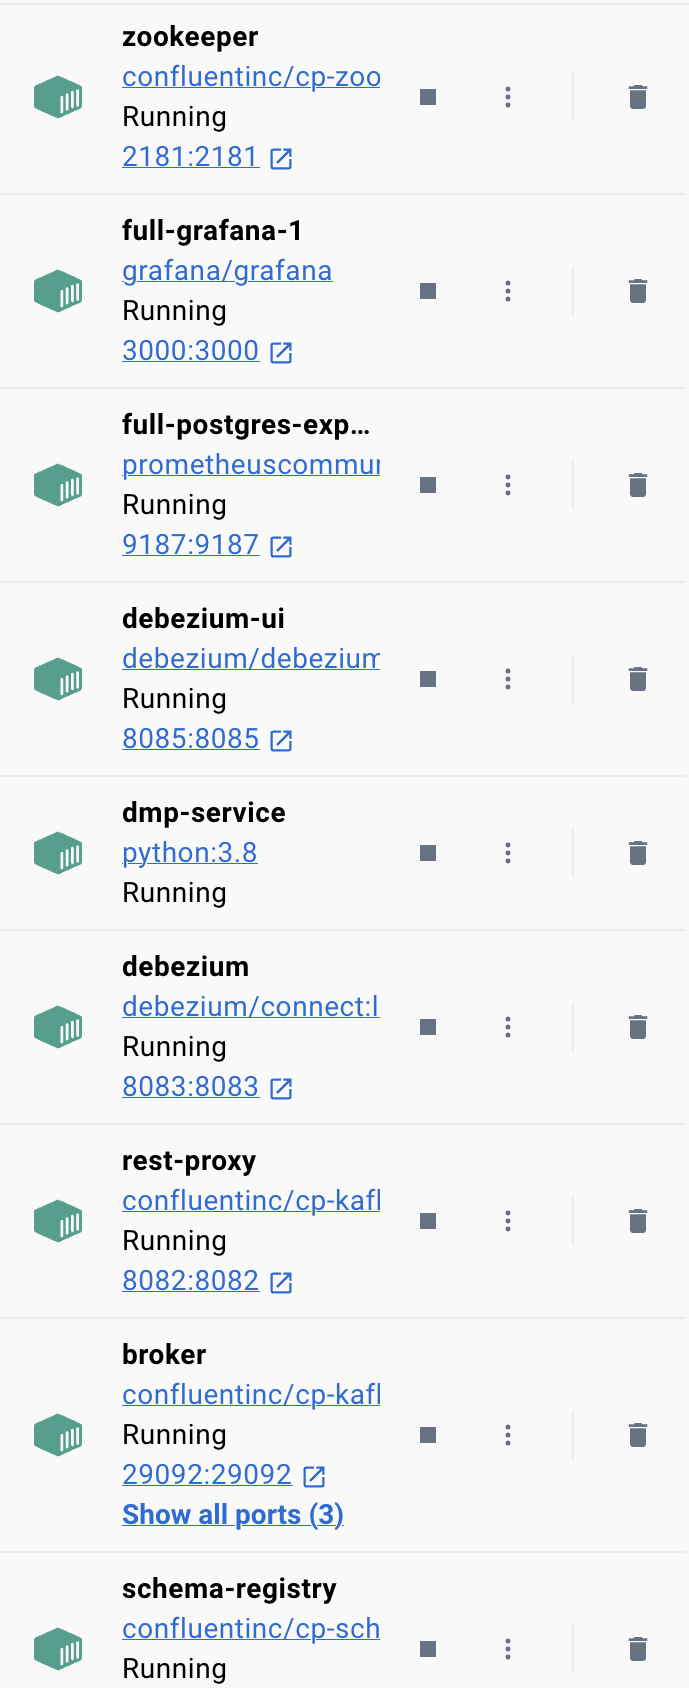 zookeeper
confluentinc/cp-zoo
Running
2181:2181
full-grafana-1
grafana/grafana
Running
3000:3000
full-postgres-exp...
prometheuscommun
Running
9187:9187
debezium-ui
debezium/debezium
Running
8085:8085
dmp-service
python:3.8
Running
debezium
debezium/connect:l
Running
8083:8083
rest-proxy
confluentinc/cp-kafl
Running
8082:8082
broker
confluentinc/cp-kafl
Running
29092:29092
Show all ports (3)
schema-registry
confluentinc/cp-sch
Running